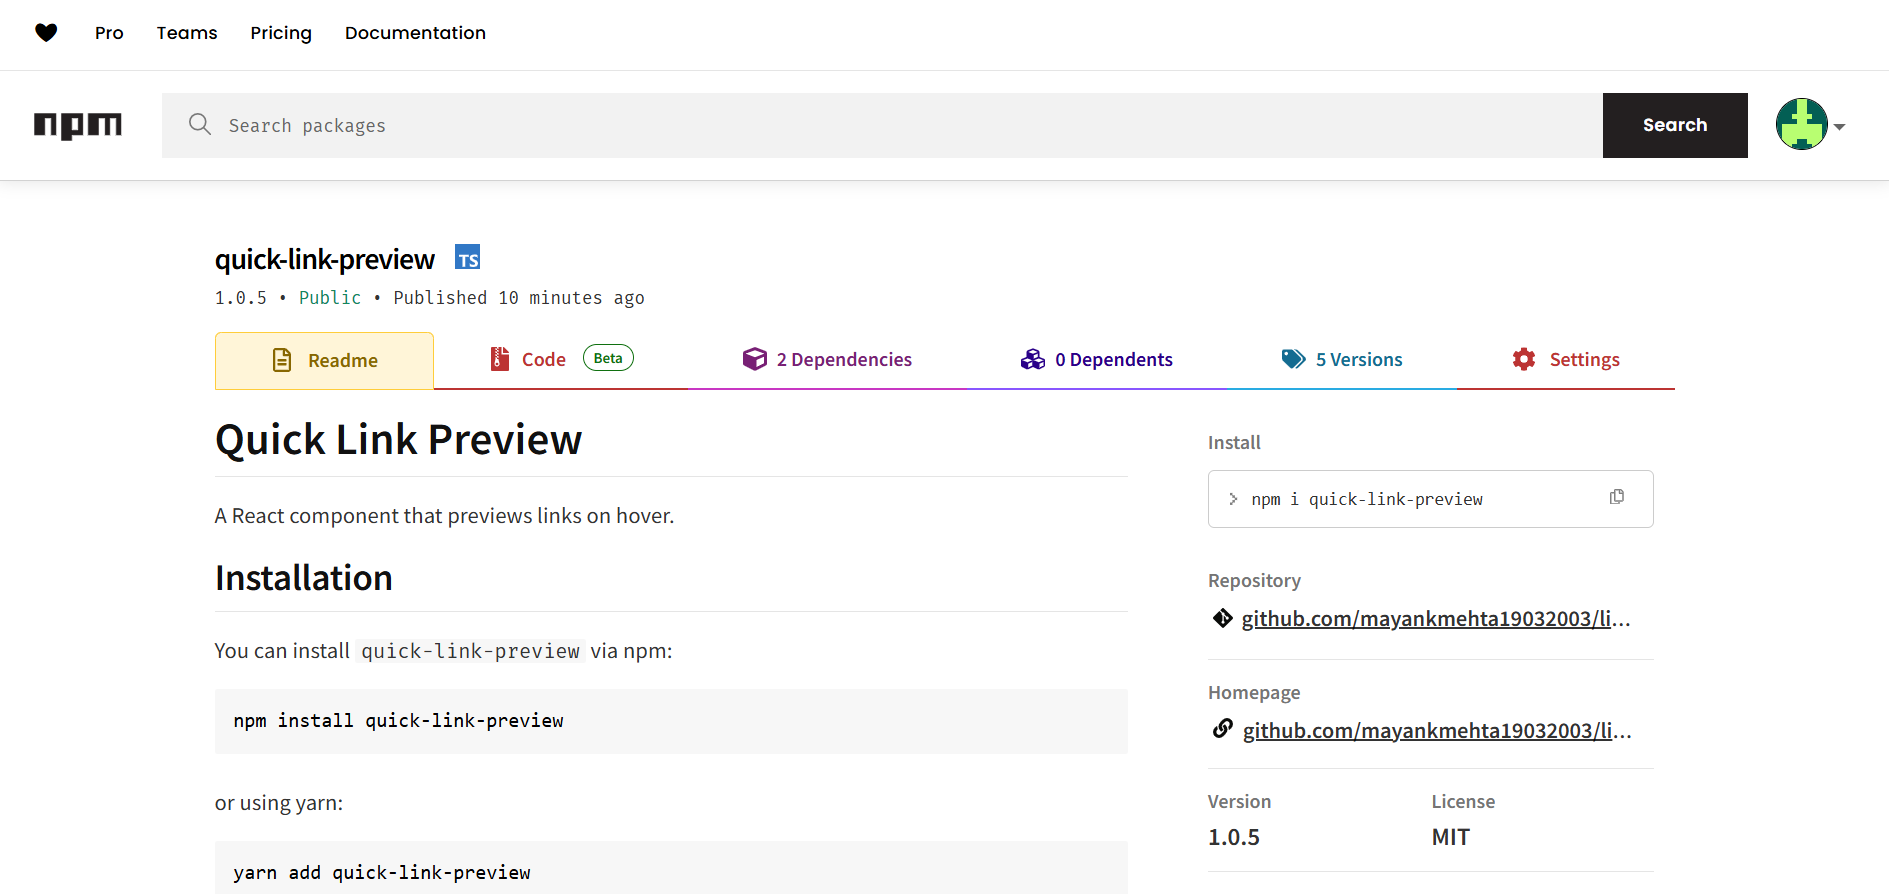 Pro Teams Pricing Documentation
npm Search packages Search
quick-link-preview TS
1.0.5 • Public • Published 10 minutes ago
Readme Code Beta 2 Dependencies 0 Dependents 5 Versions Settings
Quick Link Preview
A React component that previews links on hover.
Installation
You can install quick-link-preview via npm:
npm install quick-link-preview
or using yarn:
yarn add quick-link-preview
Install
> npm i quick-link-preview
Repository
github.com/mayankmehta19032003/li...
Homepage
github.com/mayankmehta19032003/li...
Version License
1.0.5 MIT